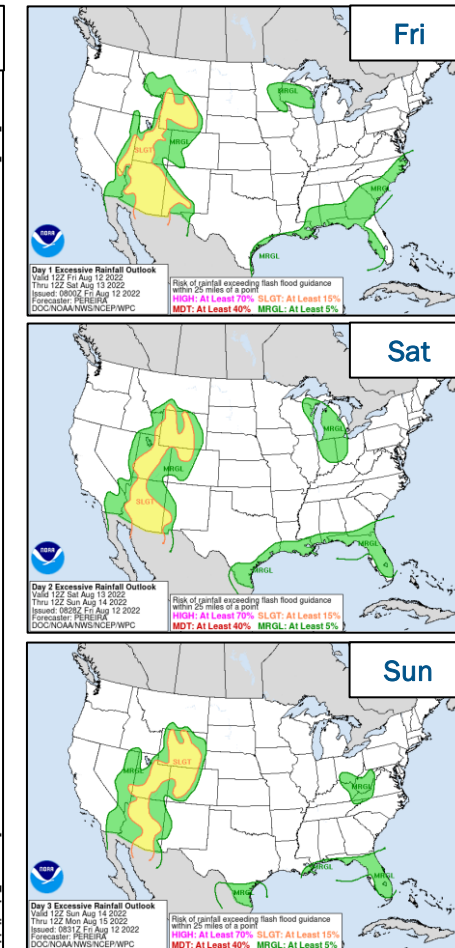 Fri
MRGL
SLGT
MRGL
MRGL
MRGL
NOAA
Day 1 Excessive Rainfall Outlook
Valid 12Z Fri Aug 12 2022
Thru 12Z Sat Aug 13 2022
Issued: 0800Z Fri Aug 12 2022
Forecaster: PEREIRA
DOC/NOAA/NWS/NCEP/WPC
Risk of rainfall exceeding flash flood guidance
within 25 miles of a point
HIGH: At Least 70% SLGT: At Least 15%
MDT: At Least 40% MRGL: At Least 5%
Sat
MRGL
MRGL
SLGT
MRGL
MRGL
NOAA
Day 2 Excessive Rainfall Outlook
Valid 12Z Sat Aug 13 2022
Thru 12Z Sun Aug 14 2022
Issued: 0828Z Fri Aug 12 2022
Forecaster: PEREIRA
DOC/NOAA/NWS/NCEP/WPC
Risk of rainfall exceeding flash flood guidance
within 25 miles of a point
HIGH: At Least 70% SLGT: At Least 15%
MDT: At Least 40% MRGL: At Least 5%
Sun
SLGT
MRGL
MRGL
MRGL
MRGL
MRGL
NOAA
Day 3 Excessive Rainfall Outlook
Valid 12Z Sun Aug 14 2022
Thru 12Z Mon Aug 15 2022
Issued: 0831Z Fri Aug 12 2022
Forecaster: PEREIRA
DOC/NOAA/NWS/NCEP/WPC
Risk of rainfall exceeding flash flood guidance
within 25 miles of a point
HIGH: At Least 70% SLGT: At Least 15%
MDT: At Least 40% MRGL: At Least 5%